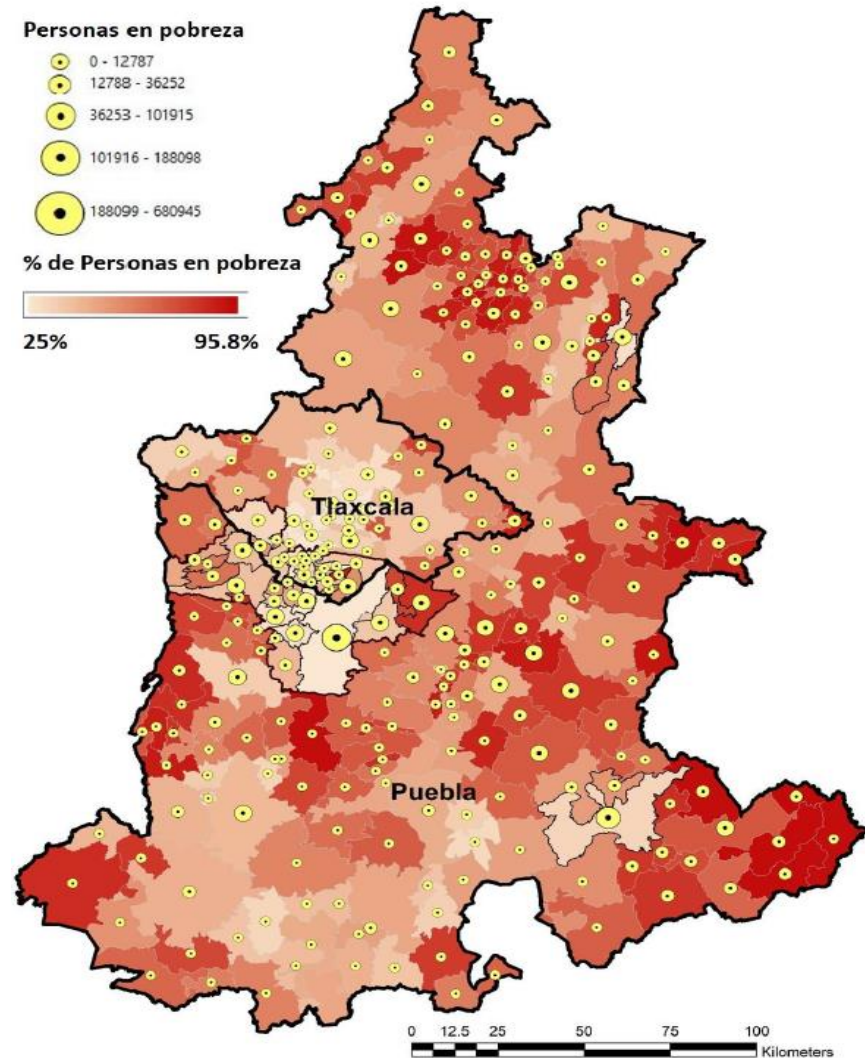 Personas en pobreza
0 - 12787
12788 - 36252
36253 - 101915
101916 - 188098
188099 - 680945
% de Personas en pobreza
25% 95.8%
Tlaxcala
Puebla
0 12.5 25 50 75 100
Kilometers